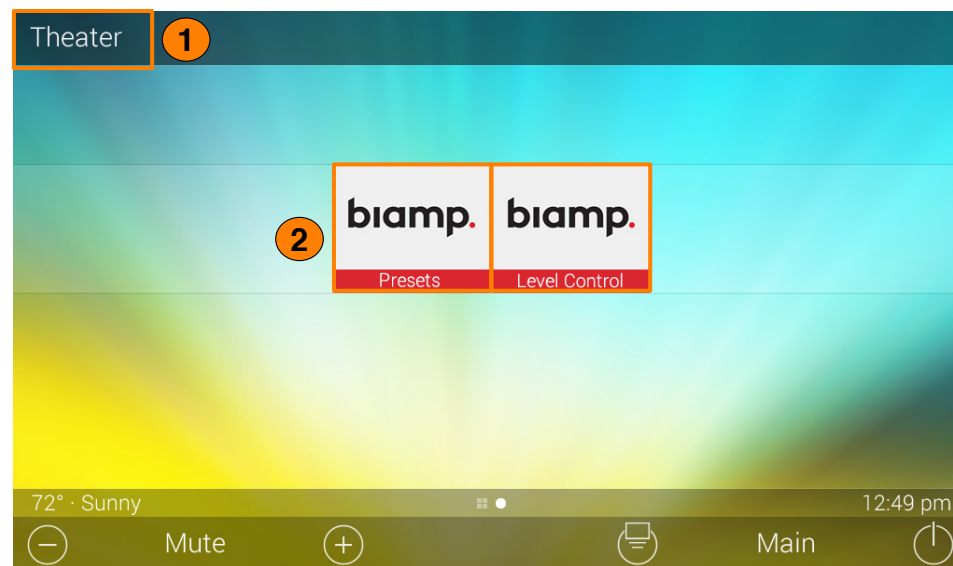 Theater
1
2
biamp. biamp.
Presets Level Control
72° · Sunny 12:49 pm
Mute Main